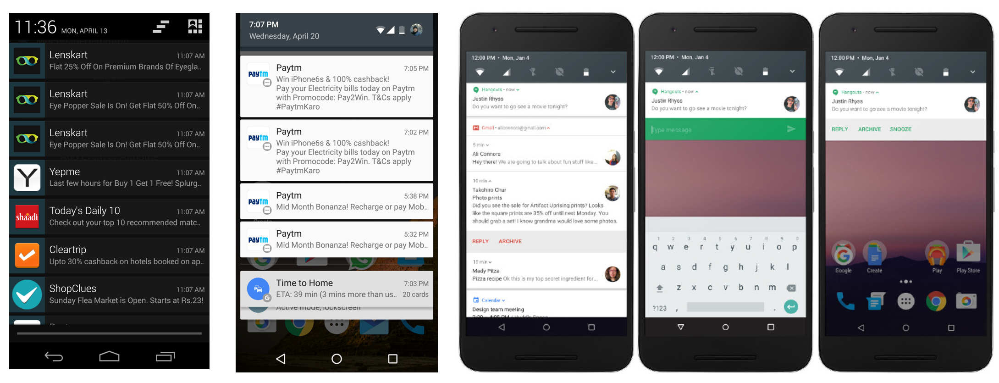 11:36 MON, APRIL 13
Lenskart 11:07 AM
Flat 25% Off On Premium Brands Of Eyegla..
Lenskart 11:07 AM
Eye Popper Sale Is On! Get Flat 50% Off On..
Lenskart 11:07 AM
Eye Popper Sale Is On! Get Flat 50% Off On..
Yepme 11:07 AM
Last few hours for Buy 1 Get 1 Free! Splurg..
shaadi
Today's Daily 10 11:07 AM
Check out your top 10 recommended matc..
Cleartrip 11:07 AM
Upto 30% cashback on hotels booked on ap..
ShopClues 11:07 AM
Sunday Flea Market is Open. Starts at Rs.23!
7:07 PM
Wednesday, April 20
paytm
Paytm 7:05 PM
Win iPhone6s & 100% cashback!
Pay your Electricity bills today on Paytm
with Promocode: Pay2Win. T&Cs apply
#PaytmKaro
paytm
Paytm 7:02 PM
Win iPhone6s & 100% cashback!
Pay your Electricity bills today on Paytm
with Promocode: Pay2Win. T&Cs apply
#PaytmKaro
paytm
Paytm 5:38 PM
Mid Month Bonanza! Recharge or pay Mob..
paytm
Paytm 5:32 PM
Mid Month Bonanza! Recharge or pay Mob..
Time to Home 7:03 PM
ETA: 39 min (3 mins more than us.. 20 cards
Active mode, lockscreen
12:00 PM • Mon, Jan 4
Hangouts • now
Justin Rhyss
Do you want to go see a movie tonight?
Gmail • aliconnors@gmail.com
5 min
Ali Connors
Hey there! We are going to talk about fun stuff like...
10 min
Takohiro Chur
Photo prints
Did you see the sale for Artifact Uprising prints? Looks
like the square prints are 35% off until next Monday. You
should grab a set! I know grandma would love some photos.
REPLY ARCHIVE
15 min
Mady Pitza
Pizza recipe Ok this is my top secret ingredient for...
Calendar
Design team meeting
12:00 PM • Mon, Jan 4
Hangouts • now
Justin Rhyss
Do you want to go see a movie tonight?
Type message
1 2 3 4 5 6 7 8 9 0
q w e r t y u i o p
a s d f g h j k l
z x c v b n m
?123 , .
12:00 PM • Mon, Jan 4
Hangouts • now
Justin Rhyss
Do you want to go see a movie tonight?
REPLY ARCHIVE SNOOZE
Google Create Play Play Store